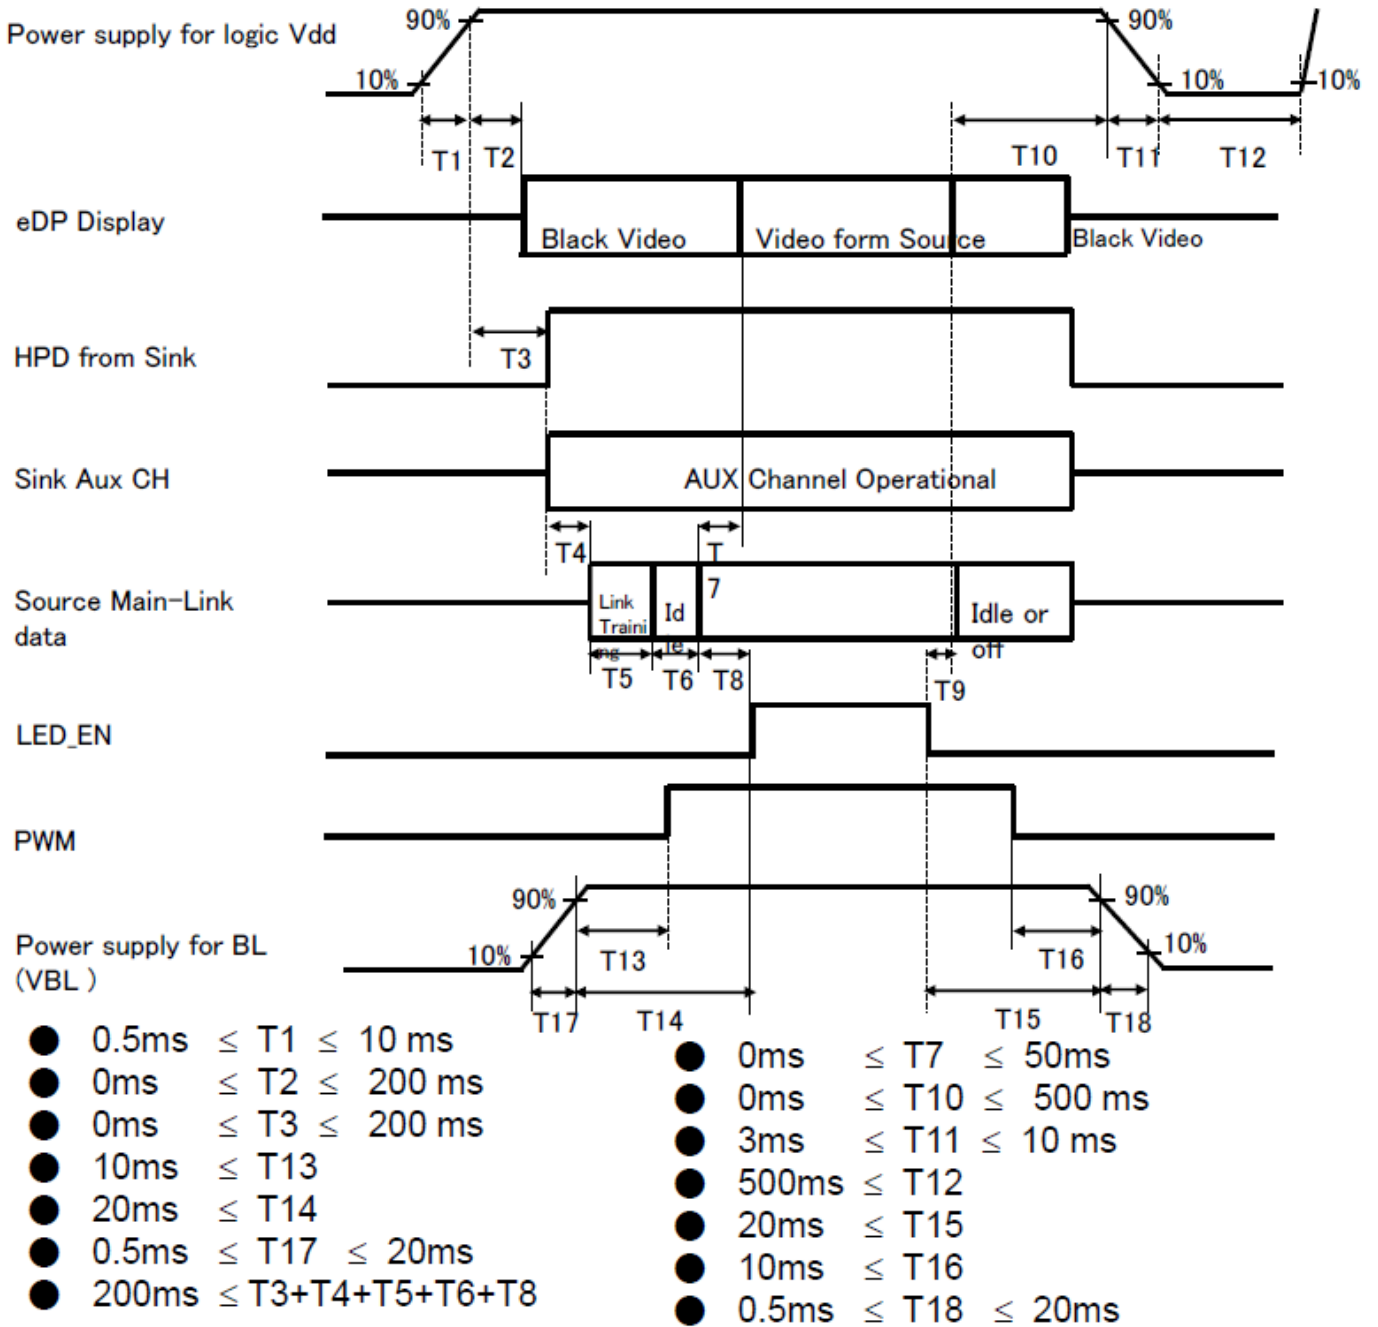 90%
90%
Power supply for logic Vdd
10%
10%
10%
T1
T2
T10
T11
T12
eDP Display
Black Video
Video form Source
Black Video
HPD from Sink
T3
Sink Aux CH
AUX Channel Operational
T4
T
7
Source Main-Link
data
Link
Traini
ng
Id
le
Idle or
off
T5
T6
T8
T9
LED_EN
PWM
90%
90%
Power supply for BL
(VBL )
10%
10%
T13
T16
T17
T14
T15
T18
● 0.5ms ≤ T1 ≤ 10 ms
● 0ms ≤ T2 ≤ 200 ms
● 0ms ≤ T3 ≤ 200 ms
● 10ms ≤ T13
● 20ms ≤ T14
● 0.5ms ≤ T17 ≤ 20ms
● 200ms ≤ T3+T4+T5+T6+T8
● 0ms ≤ T7 ≤ 50ms
● 0ms ≤ T10 ≤ 500 ms
● 3ms ≤ T11 ≤ 10 ms
● 500ms ≤ T12
● 20ms ≤ T15
● 10ms ≤ T16
● 0.5ms ≤ T18 ≤ 20ms